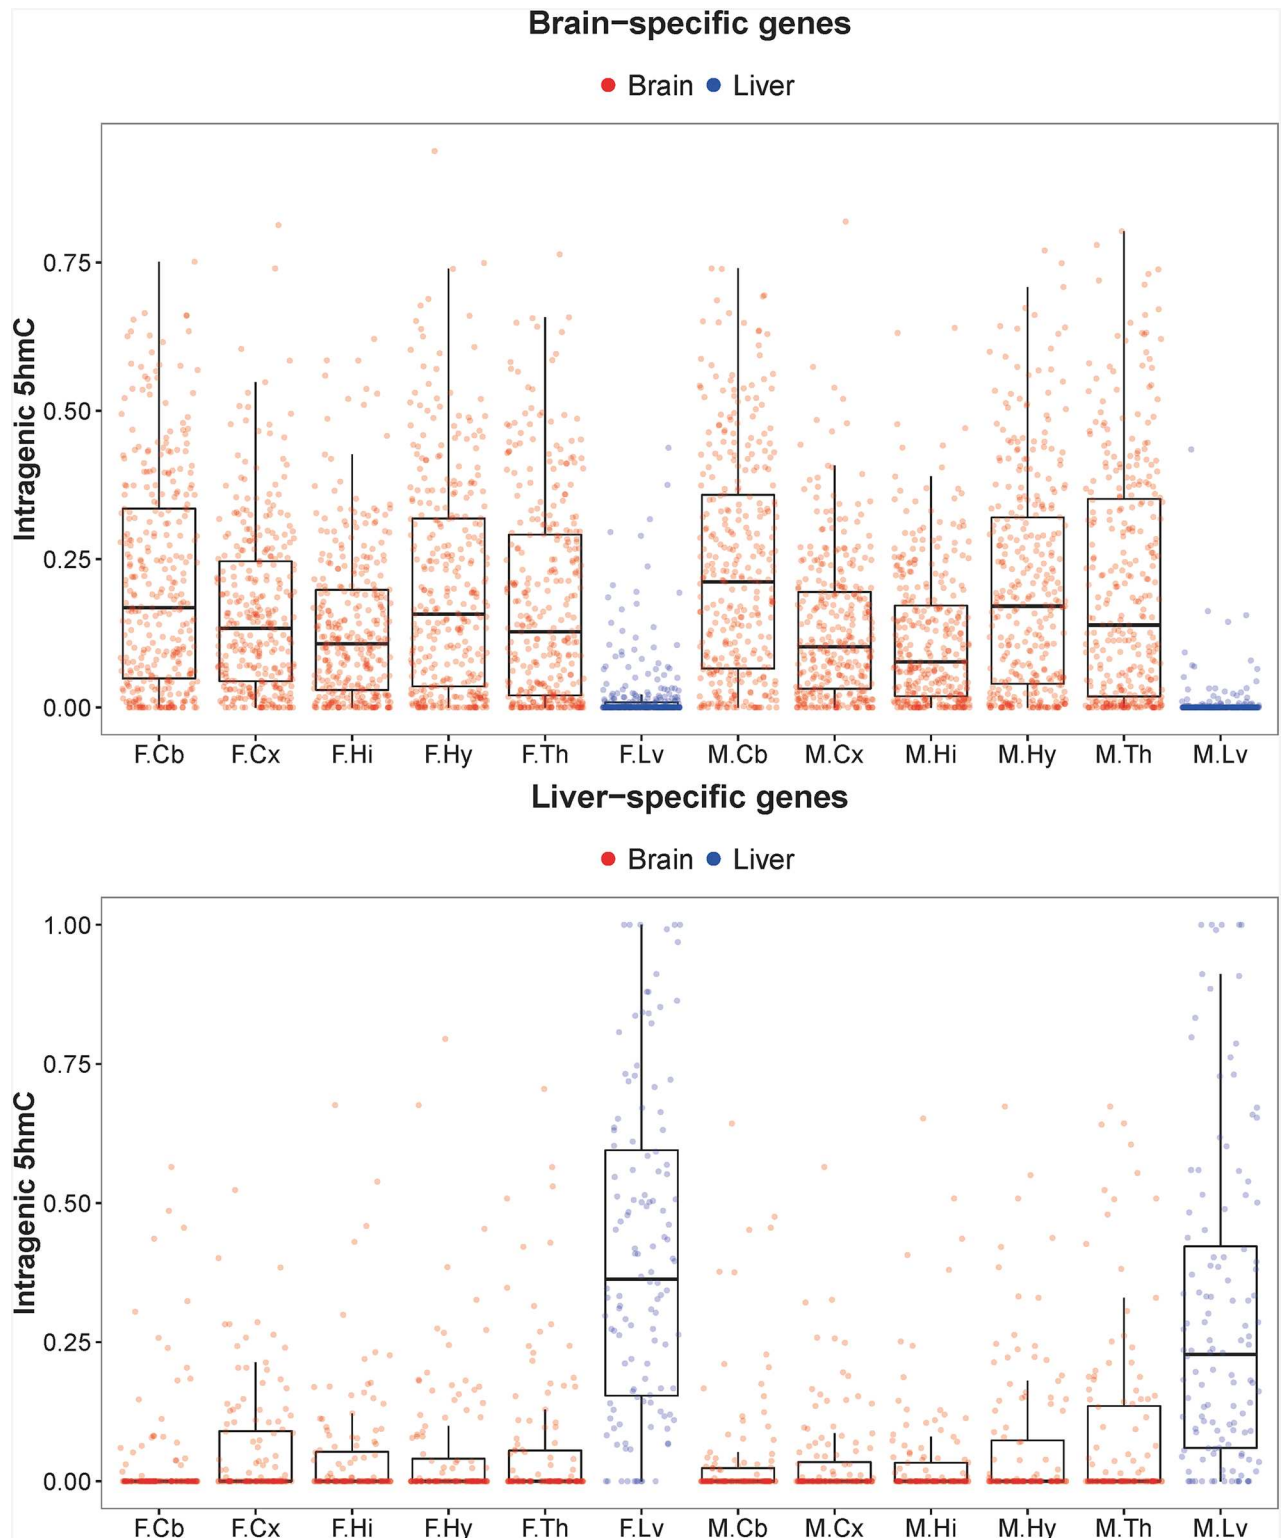 Brain−specific genes
Brain Liver
Intragenic 5hmC
0.75
0.50
0.25
0.00
F.Cb F.Cx F.Hi F.Hy F.Th F.Lv M.Cb M.Cx M.Hi M.Hy M.Th M.Lv
Liver−specific genes
Brain Liver
Intragenic 5hmC
1.00
0.75
0.50
0.25
0.00
F.Cb F.Cx F.Hi F.Hy F.Th F.Lv M.Cb M.Cx M.Hi M.Hy M.Th M.Lv